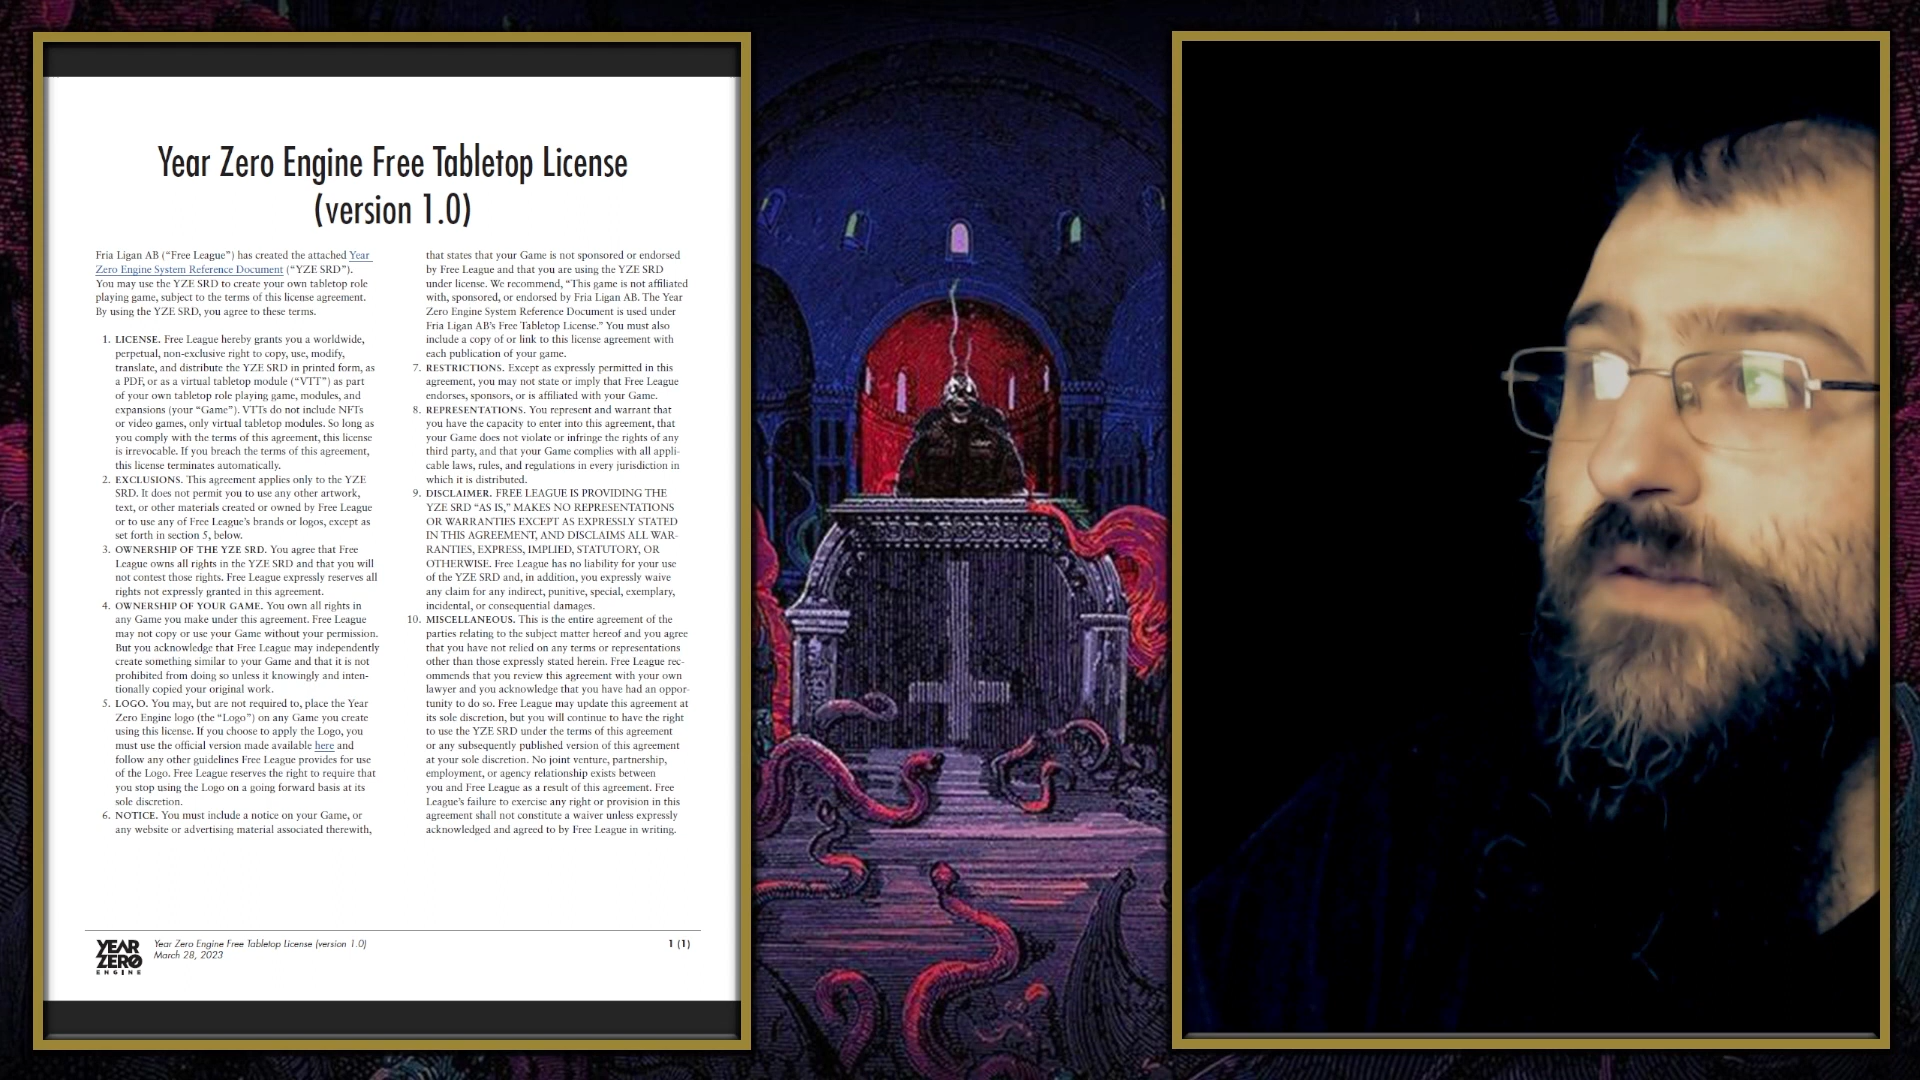 Year Zero Engine Free Tabletop License
(version 1.0)
Fria Ligan AB (“Free League”) has created the attached Year
Zero Engine System Reference Document (“YZE SRD”).
You may use the YZE SRD to create your own tabletop role
playing game, subject to the terms of this license agreement.
By using the YZE SRD, you agree to these terms.
1. LICENSE. Free League hereby grants you a worldwide,
perpetual, non-exclusive right to copy, use, modify,
translate, and distribute the YZE SRD in printed form, as
a PDF, or as a virtual tabletop module (“VTT”) as part
of your own tabletop role playing game, modules, and
expansions (your “Game”). VTTs do not include NFTs
or video games, only virtual tabletop modules. So long as
you comply with the terms of this agreement, this license
is irrevocable. If you breach the terms of this agreement,
this license terminates automatically.
2. EXCLUSIONS. This agreement applies only to the YZE
SRD. It does not permit you to use any other artwork,
text, or other materials created or owned by Free League
or to use any of Free League’s brands or logos, except as
set forth in section 5, below.
3. OWNERSHIP OF THE YZE SRD. You agree that Free
League owns all rights in the YZE SRD and that you will
not contest those rights. Free League expressly reserves all
rights not expressly granted in this agreement.
4. OWNERSHIP OF YOUR GAME. You own all rights in
any Game you make under this agreement. Free League
may not copy or use your Game without your permission.
But you acknowledge that Free League may independently
create something similar to your Game and that it is not
prohibited from doing so unless it knowingly and inten-
tionally copied your original work.
5. LOGO. You may, but are not required to, place the Year
Zero Engine logo (the “Logo”) on any Game you create
using this license. If you choose to apply the Logo, you
must use the official version made available here and
follow any other guidelines Free League provides for use
of the Logo. Free League reserves the right to require that
you stop using the Logo on a going forward basis at its
sole discretion.
6. NOTICE. You must include a notice on your Game, or
any website or advertising material associated therewith,
that states that your Game is not sponsored or endorsed
by Free League and that you are using the YZE SRD
under license. We recommend, “This game is not affiliated
with, sponsored, or endorsed by Fria Ligan AB. The Year
Zero Engine System Reference Document is used under
Fria Ligan AB’s Free Tabletop License.” You must also
include a copy of or link to this license agreement with
each publication of your game.
7. RESTRICTIONS. Except as expressly permitted in this
agreement, you may not state or imply that Free League
endorses, sponsors, or is affiliated with your Game.
8. REPRESENTATIONS. You represent and warrant that
you have the capacity to enter into this agreement, that
your Game does not violate or infringe the rights of any
third party, and that your Game complies with all appli-
cable laws, rules, and regulations in every jurisdiction in
which it is distributed.
9. DISCLAIMER. FREE LEAGUE IS PROVIDING THE
YZE SRD “AS IS,” MAKES NO REPRESENTATIONS
OR WARRANTIES EXCEPT AS EXPRESSLY STATED
IN THIS AGREEMENT, AND DISCLAIMS ALL WAR-
RANTIES, EXPRESS, IMPLIED, STATUTORY, OR
OTHERWISE. Free League has no liability for your use
of the YZE SRD and, in addition, you expressly waive
any claim for any indirect, punitive, special, exemplary,
incidental, or consequential damages.
10. MISCELLANEOUS. This is the entire agreement of the
parties relating to the subject matter hereof and you agree
that you have not relied on any terms or representations
other than those expressly stated herein. Free League rec-
ommends that you review this agreement with your own
lawyer and you acknowledge that you have had an oppor-
tunity to do so. Free League may update this agreement at
its sole discretion, but you will continue to have the right
to use the YZE SRD under the terms of this agreement
or any subsequently published version of this agreement
at your sole discretion. No joint venture, partnership,
employment, or agency relationship exists between
you and Free League as a result of this agreement. Free
League’s failure to exercise any right or provision in this
agreement shall not constitute a waiver unless expressly
acknowledged and agreed to by Free League in writing.
YEAR
ZERO
ENGINE
Year Zero Engine Free Tabletop License (version 1.0)
March 28, 2023
1 (1)